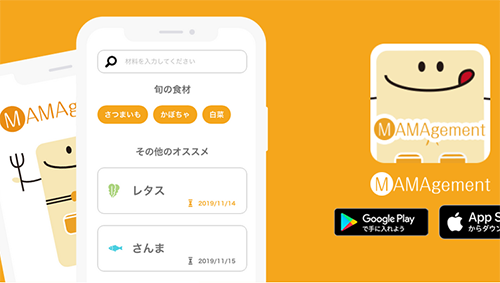 MAMAgement
材料を入力してください
旬の食材
さつまいも
かぼちゃ
白菜
その他のオススメ
レタス
2019/11/14
さんま
2019/11/15
MAMAgement
MAMAgement
Google Play
で手に入れよう
App S
からダウン